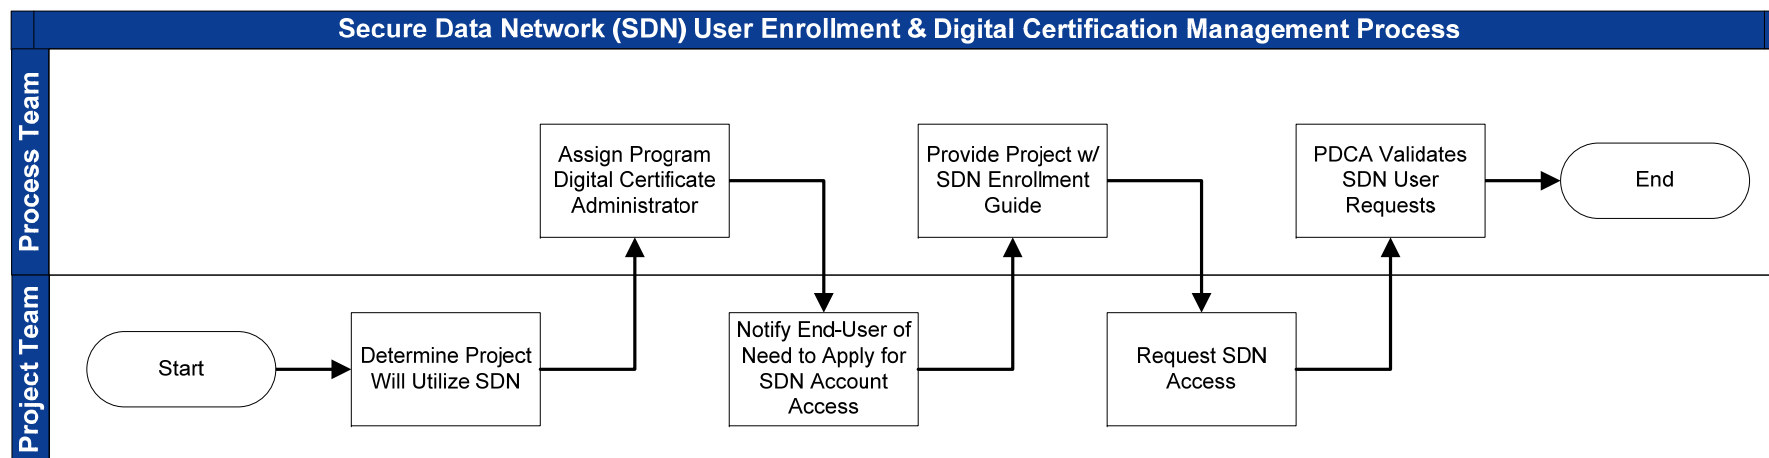 Secure Data Network (SDN) User Enrollment & Digital Certification Management Process
Process Team
Assign Program
Digital Certificate
Administrator
Provide Project w/
SDN Enrollment
Guide
PDCA Validates
SDN User
Requests
End
Project Team
Start
Determine Project
Will Utilize SDN
Notify End-User of
Need to Apply for
SDN Account
Access
Request SDN
Access